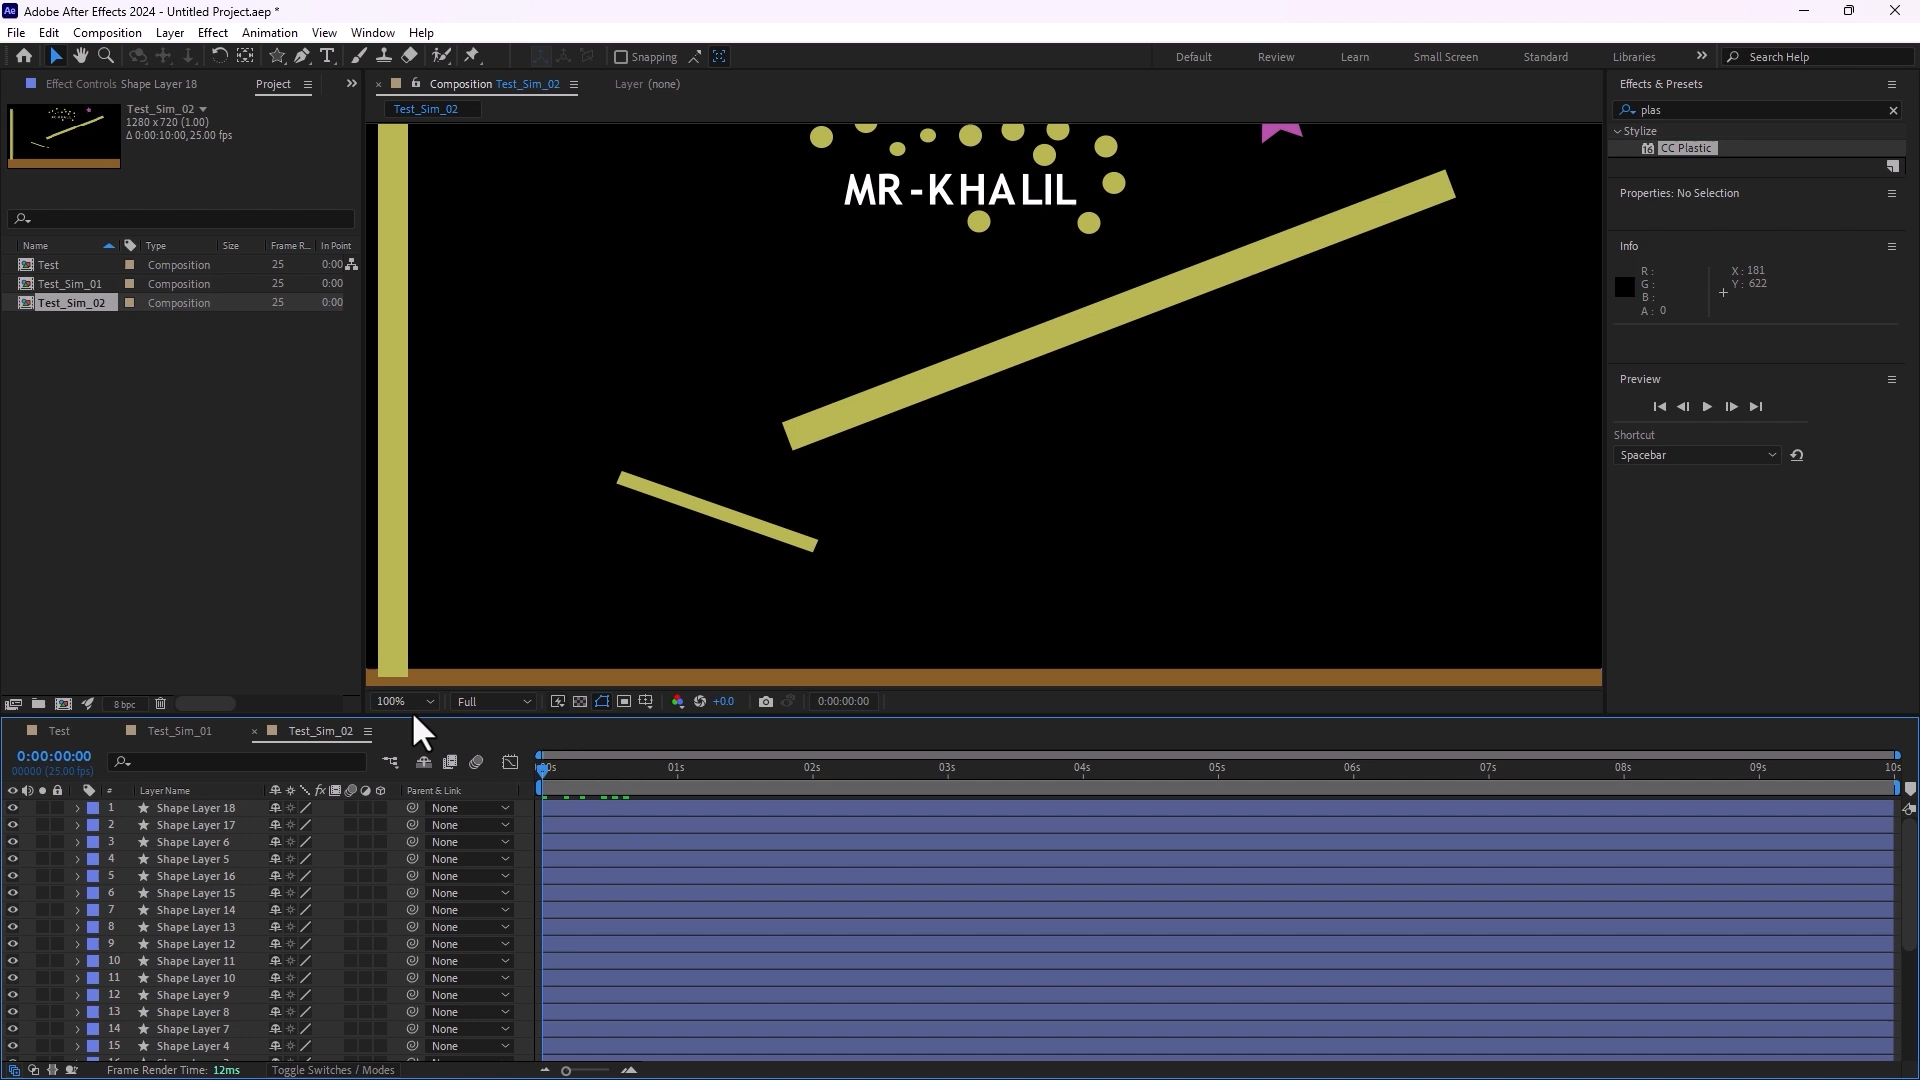 Adobe After Effects 2024 - Untitled Project.aep *
File Edit Composition Layer Effect Animation View Window Help
Snapping Default Review Learn Small Screen Standard Libraries Search Help
Effect Controls Shape Layer 18 Project
Composition Test_Sim_02 Layer (none)
Test_Sim_02
Test_Sim_02
1280 x 720 (1.00)
Δ 0:00:10:00, 25.00 fps
Name Type Size Frame R... In Point
Test Composition 25 0:00
Test_Sim_01 Composition 25 0:00
Test_Sim_02 Composition 25 0:00
8 bpc
MR-KHALIL
100% Full +0.0 0:00:00:00
Effects & Presets
plas
Stylize
16 CC Plastic
Properties: No Selection
Info
R: X: 181
G: Y: 622
B:
A: 0
Preview
Shortcut
Spacebar
Test Test_Sim_01 Test_Sim_02
0:00:00:00
00000 (25.00 fps)
01s 02s 03s 04s 05s 06s 07s 08s 09s 10s
# Layer Name fx Parent & Link
1 Shape Layer 18 None
2 Shape Layer 17 None
3 Shape Layer 6 None
4 Shape Layer 5 None
5 Shape Layer 16 None
6 Shape Layer 15 None
7 Shape Layer 14 None
8 Shape Layer 13 None
9 Shape Layer 12 None
10 Shape Layer 11 None
11 Shape Layer 10 None
12 Shape Layer 9 None
13 Shape Layer 8 None
14 Shape Layer 7 None
15 Shape Layer 4 None
Frame Render Time: 12ms Toggle Switches / Modes